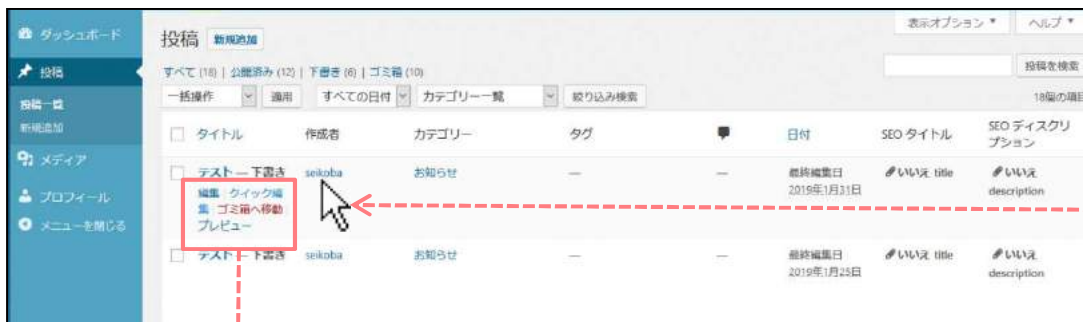 表示オプション ▼ ヘルプ ▼
ダッシュボード
投稿 新規追加
投稿
すべて (18) | 公開済み (12) | 下書き (6) | ゴミ箱 (10)
投稿を検索
一括操作 適用 すべての日付 カテゴリー一覧 絞り込み検索
18個の項目
投稿一覧
新規追加
タイトル 作成者 カテゴリー タグ 日付 SEO タイトル SEO ディスクリ
プション
メディア
プロフィール
メニューを閉じる
テスト — 下書き seikoba お知らせ — — 最終編集日 いいえ title いいえ
2019年1月31日 description
編集 | クイック編
集 | ゴミ箱へ移動 |
プレビュー
テスト — 下書き seikoba お知らせ — — 最終編集日 いいえ title いいえ
2019年1月25日 description